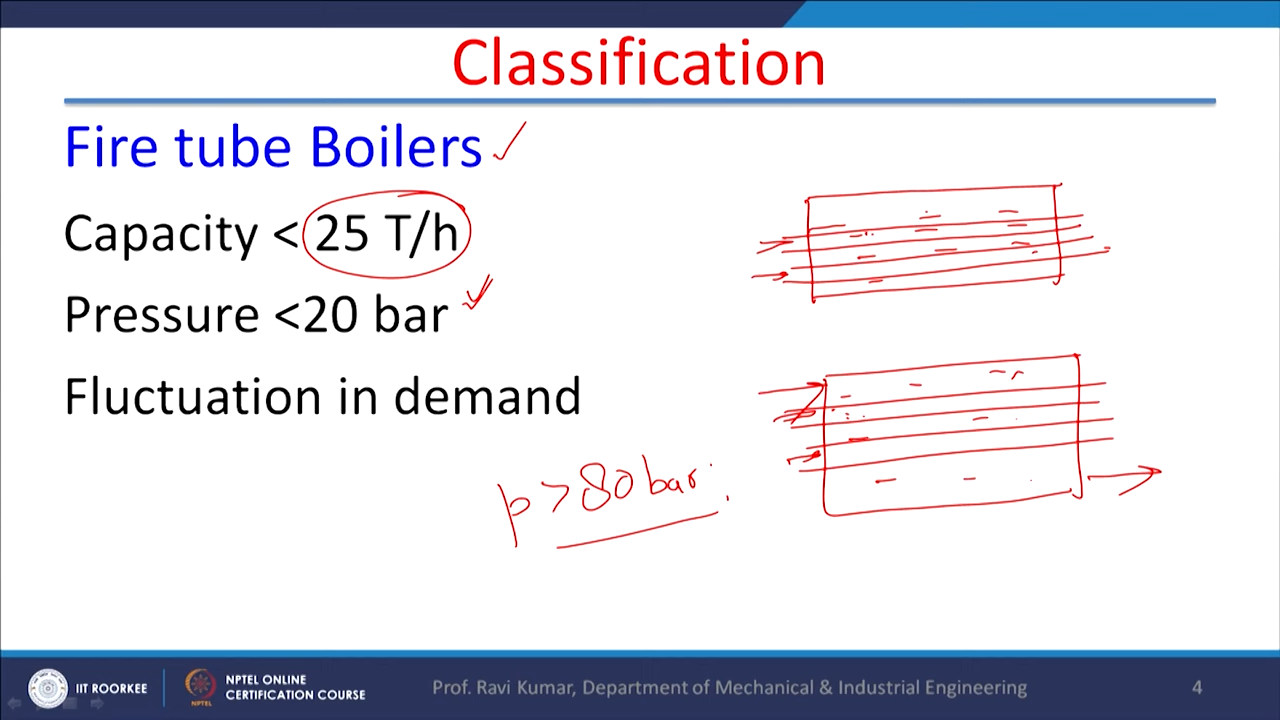 Classification
Fire tube Boilers
Capacity < 25 T/h
Pressure <20 bar
Fluctuation in demand
p > 80 bar
IIT ROORKEE
NPTEL
NPTEL ONLINE
CERTIFICATION COURSE
Prof. Ravi Kumar, Department of Mechanical & Industrial Engineering
4